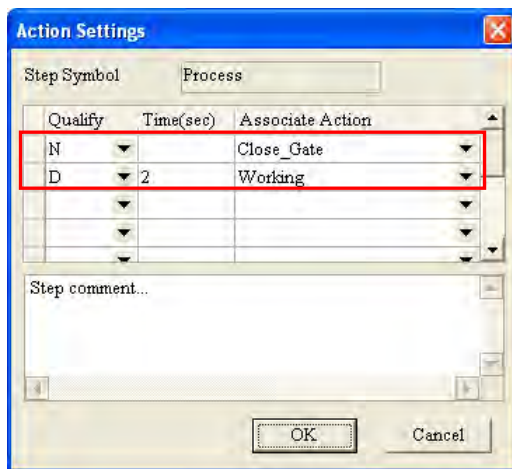 Action Settings
Step Symbol Process
Qualify Time(sec) Associate Action
N Close_Gate
D 2 Working
Step comment...
OK Cancel